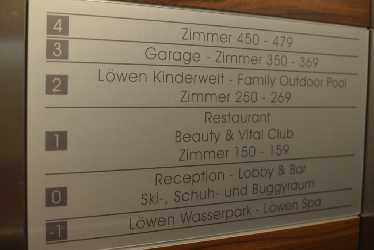 4 Zimmer 450 - 479
3 Garage - Zimmer 350 - 369
Löwen Kinderwelt - Family Outdoor Pool
2 Zimmer 250 - 269
Restaurant
1 Beauty & Vital Club
Zimmer 150 - 159
Reception - Lobby & Bar
0 Ski-, Schuh- und Buggyraum
-1 Löwen Wasserpark - Löwen Spa